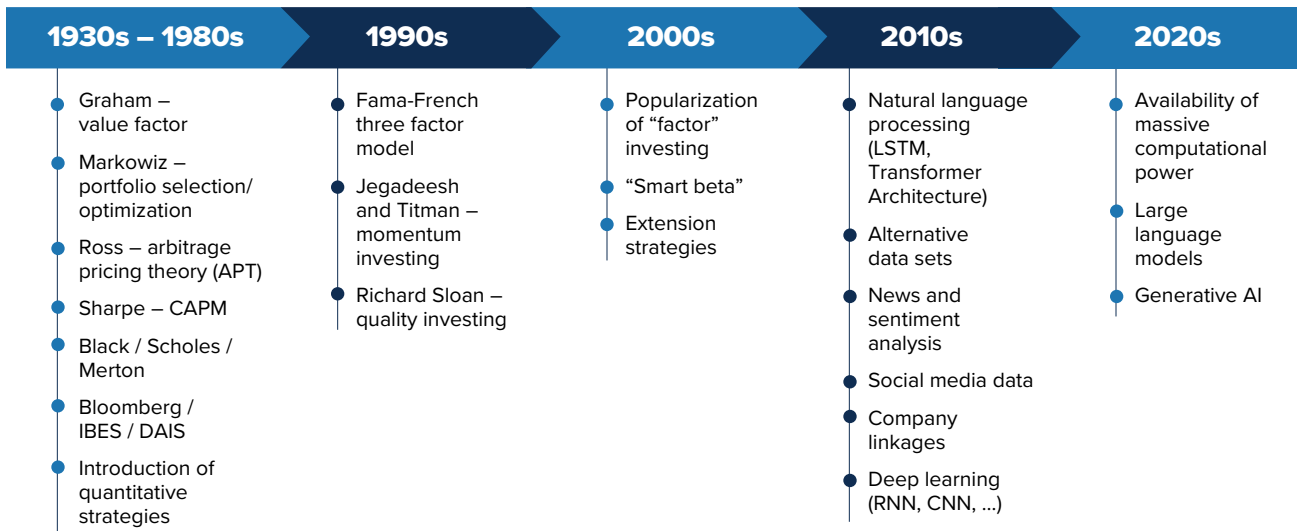 1930s – 1980s
Graham –
value factor
Markowiz –
portfolio selection/
optimization
Ross – arbitrage
pricing theory (APT)
Sharpe – CAPM
Black / Scholes /
Merton
Bloomberg /
IBES / DAIS
Introduction of
quantitative
strategies
1990s
Fama-French
three factor
model
Jegadeesh
and Titman –
momentum
investing
Richard Sloan –
quality investing
2000s
Popularization
of “factor”
investing
“Smart beta”
Extension
strategies
2010s
Natural language
processing
(LSTM,
Transformer
Architecture)
Alternative
data sets
News and
sentiment
analysis
Social media data
Company
linkages
Deep learning
(RNN, CNN, ...)
2020s
Availability of
massive
computational
power
Large
language
models
Generative AI